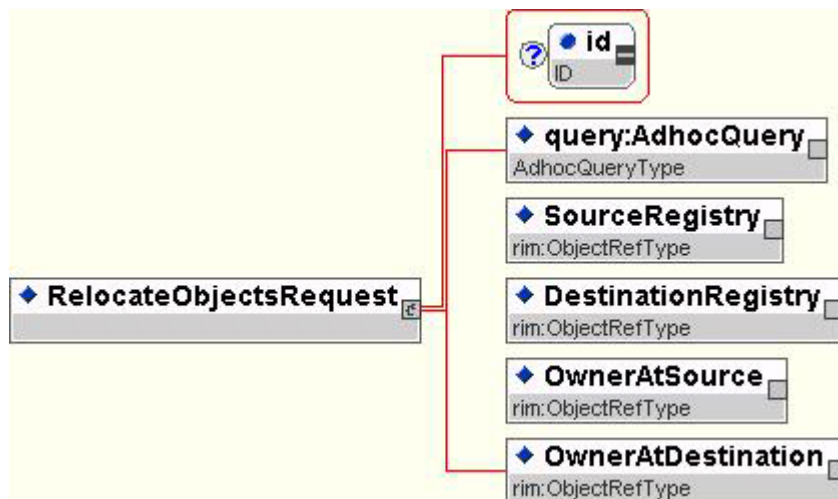 ? id
ID
query:AdhocQuery
AdhocQueryType
SourceRegistry
rim:ObjectRefType
RelocateObjectsRequest
DestinationRegistry
rim:ObjectRefType
OwnerAtSource
rim:ObjectRefType
OwnerAtDestination
rim:ObjectRefType